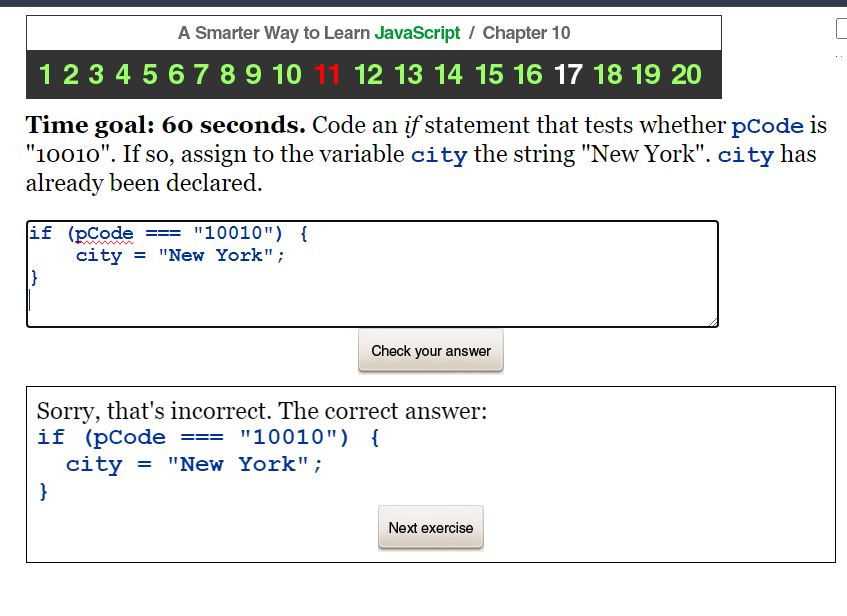 A Smarter Way to Learn JavaScript / Chapter 10
1 2 3 4 5 6 7 8 9 10 11 12 13 14 15 16 17 18 19 20
Time goal: 60 seconds. Code an if statement that tests whether pCode is
"10010". If so, assign to the variable city the string "New York". city has
already been declared.
if (pCode === "10010") {
    city = "New York";
}
Check your answer
Sorry, that's incorrect. The correct answer:
if (pCode === "10010") {
  city = "New York";
}
Next exercise